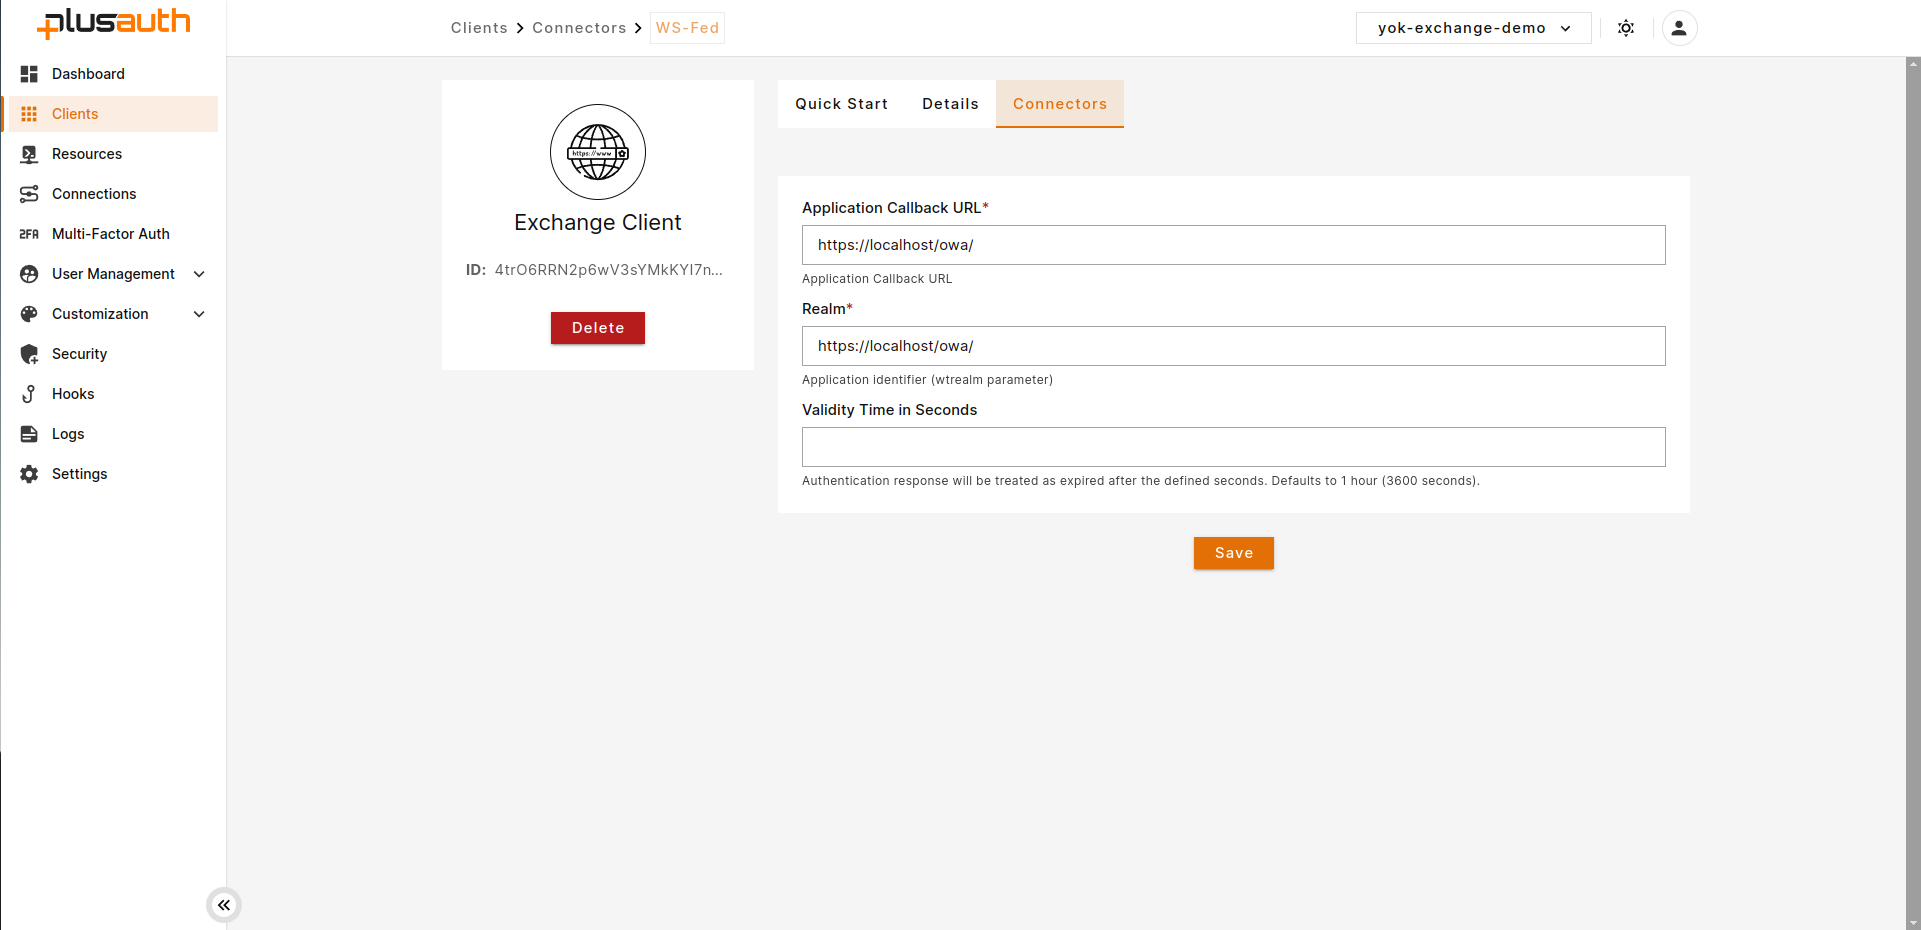 plusauth
Clients > Connectors > WS-Fed
yok-exchange-demo
Dashboard
Clients
Resources
Connections
2FA Multi-Factor Auth
User Management
Customization
Security
Hooks
Logs
Settings
https://www
Exchange Client
ID: 4trO6RRN2p6wV3sYMkKYI7n...
Delete
Quick Start Details Connectors
Application Callback URL*
https://localhost/owa/
Application Callback URL
Realm*
https://localhost/owa/
Application identifier (wtrealm parameter)
Validity Time in Seconds
Authentication response will be treated as expired after the defined seconds. Defaults to 1 hour (3600 seconds).
Save